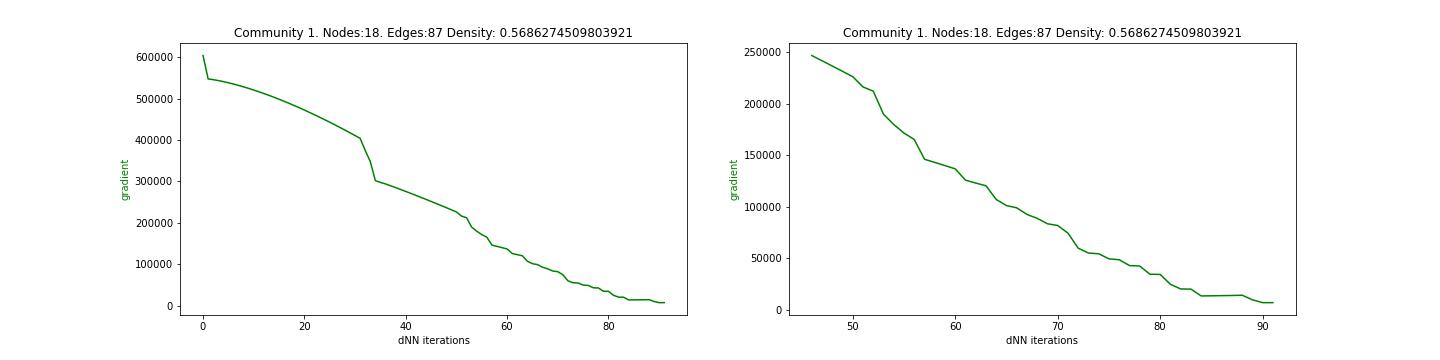 Community 1. Nodes:18. Edges:87 Density: 0.5686274509803921
600000
500000
400000
300000
200000
100000
0
gradient
0 20 40 60 80
dNN iterations
Community 1. Nodes:18. Edges:87 Density: 0.5686274509803921
250000
200000
150000
100000
50000
0
gradient
50 60 70 80 90
dNN iterations